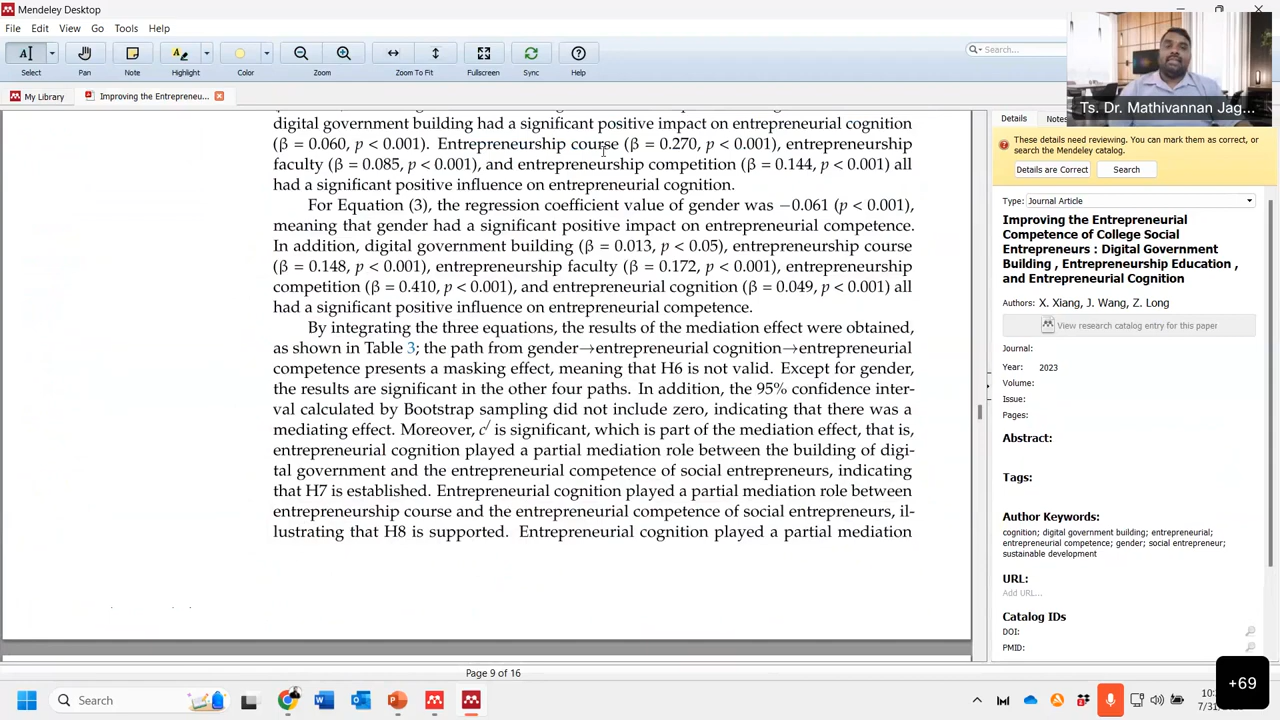 Mendeley Desktop
File Edit View Go Tools Help
Select Pan Note Highlight Color Zoom Zoom To Fit Fullscreen Sync Help
Search...
My Library Improving the Entrepreneu...
Ts. Dr. Mathivannan Jag...
digital government building had a significant positive impact on entrepreneurial cognition
(β = 0.060, p < 0.001). Entrepreneurship course (β = 0.270, p < 0.001), entrepreneurship
faculty (β = 0.085, p < 0.001), and entrepreneurship competition (β = 0.144, p < 0.001) all
had a significant positive influence on entrepreneurial cognition.
For Equation (3), the regression coefficient value of gender was −0.061 (p < 0.001),
meaning that gender had a significant positive impact on entrepreneurial competence.
In addition, digital government building (β = 0.013, p < 0.05), entrepreneurship course
(β = 0.148, p < 0.001), entrepreneurship faculty (β = 0.172, p < 0.001), entrepreneurship
competition (β = 0.410, p < 0.001), and entrepreneurial cognition (β = 0.049, p < 0.001) all
had a significant positive influence on entrepreneurial competence.
By integrating the three equations, the results of the mediation effect were obtained,
as shown in Table 3; the path from gender→entrepreneurial cognition→entrepreneurial
competence presents a masking effect, meaning that H6 is not valid. Except for gender,
the results are significant in the other four paths. In addition, the 95% confidence inter-
val calculated by Bootstrap sampling did not include zero, indicating that there was a
mediating effect. Moreover, c′ is significant, which is part of the mediation effect, that is,
entrepreneurial cognition played a partial mediation role between the building of digi-
tal government and the entrepreneurial competence of social entrepreneurs, indicating
that H7 is established. Entrepreneurial cognition played a partial mediation role between
entrepreneurship course and the entrepreneurial competence of social entrepreneurs, il-
lustrating that H8 is supported. Entrepreneurial cognition played a partial mediation
Page 9 of 16
Details Notes
These details need reviewing. You can mark them as correct, or
search the Mendeley catalog.
Details are Correct Search
Type: Journal Article
Improving the Entrepreneurial
Competence of College Social
Entrepreneurs : Digital Government
Building , Entrepreneurship Education ,
and Entrepreneurial Cognition
Authors: X. Xiang, J. Wang, Z. Long
View research catalog entry for this paper
Journal:
Year: 2023
Volume:
Issue:
Pages:
Abstract:
Tags:
Author Keywords:
cognition; digital government building; entrepreneurial;
entrepreneurial competence; gender; social entrepreneur;
sustainable development
URL:
Add URL...
Catalog IDs
DOI:
PMID:
+69
Search